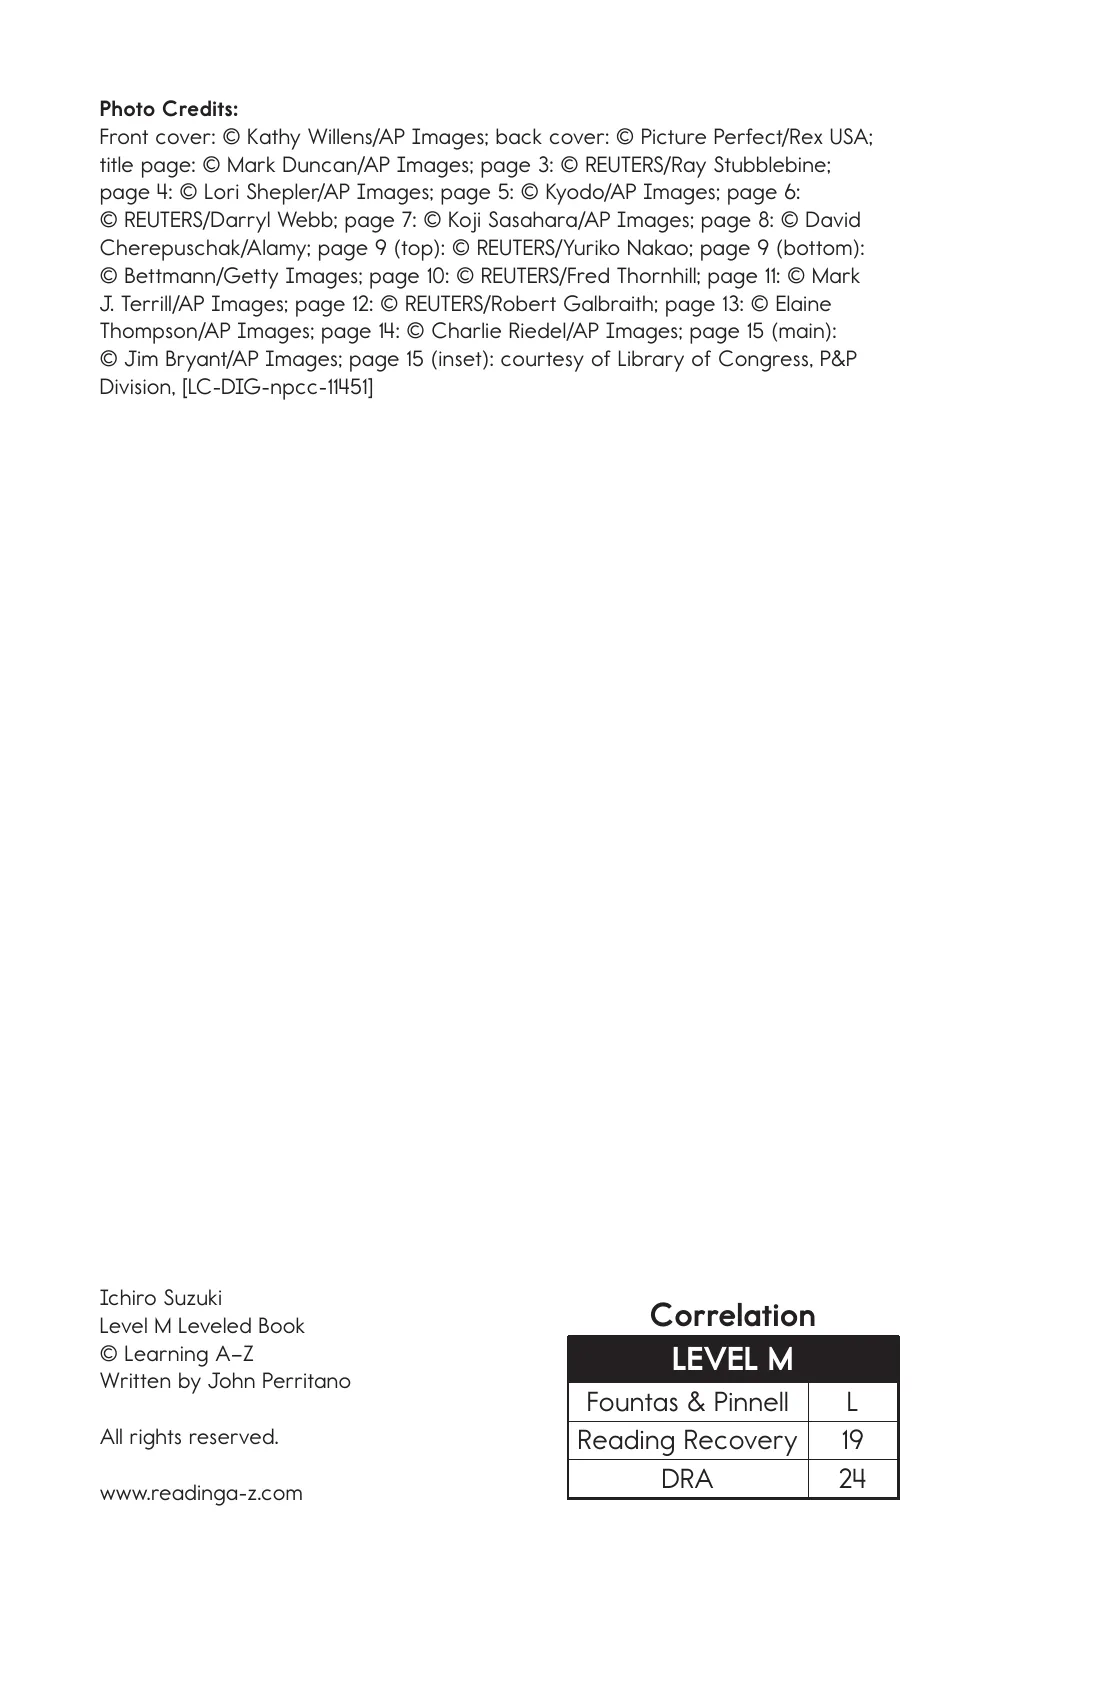 Photo Credits:
Front cover: © Kathy Willens/AP Images; back cover: © Picture Perfect/Rex USA;
title page: © Mark Duncan/AP Images; page 3: © REUTERS/Ray Stubblebine;
page 4: © Lori Shepler/AP Images; page 5: © Kyodo/AP Images; page 6:
© REUTERS/Darryl Webb; page 7: © Koji Sasahara/AP Images; page 8: © David
Cherepuschak/Alamy; page 9 (top): © REUTERS/Yuriko Nakao; page 9 (bottom):
© Bettmann/Getty Images; page 10: © REUTERS/Fred Thornhill; page 11: © Mark
J. Terrill/AP Images; page 12: © REUTERS/Robert Galbraith; page 13: © Elaine
Thompson/AP Images; page 14: © Charlie Riedel/AP Images; page 15 (main):
© Jim Bryant/AP Images; page 15 (inset): courtesy of Library of Congress, P&P
Division, [LC-DIG-npcc-11451]
Ichiro Suzuki
Level M Leveled Book
© Learning A–Z
Written by John Perritano
All rights reserved.
www.readinga-z.com
Correlation
LEVEL M
Fountas & Pinnell L
Reading Recovery 19
DRA 24